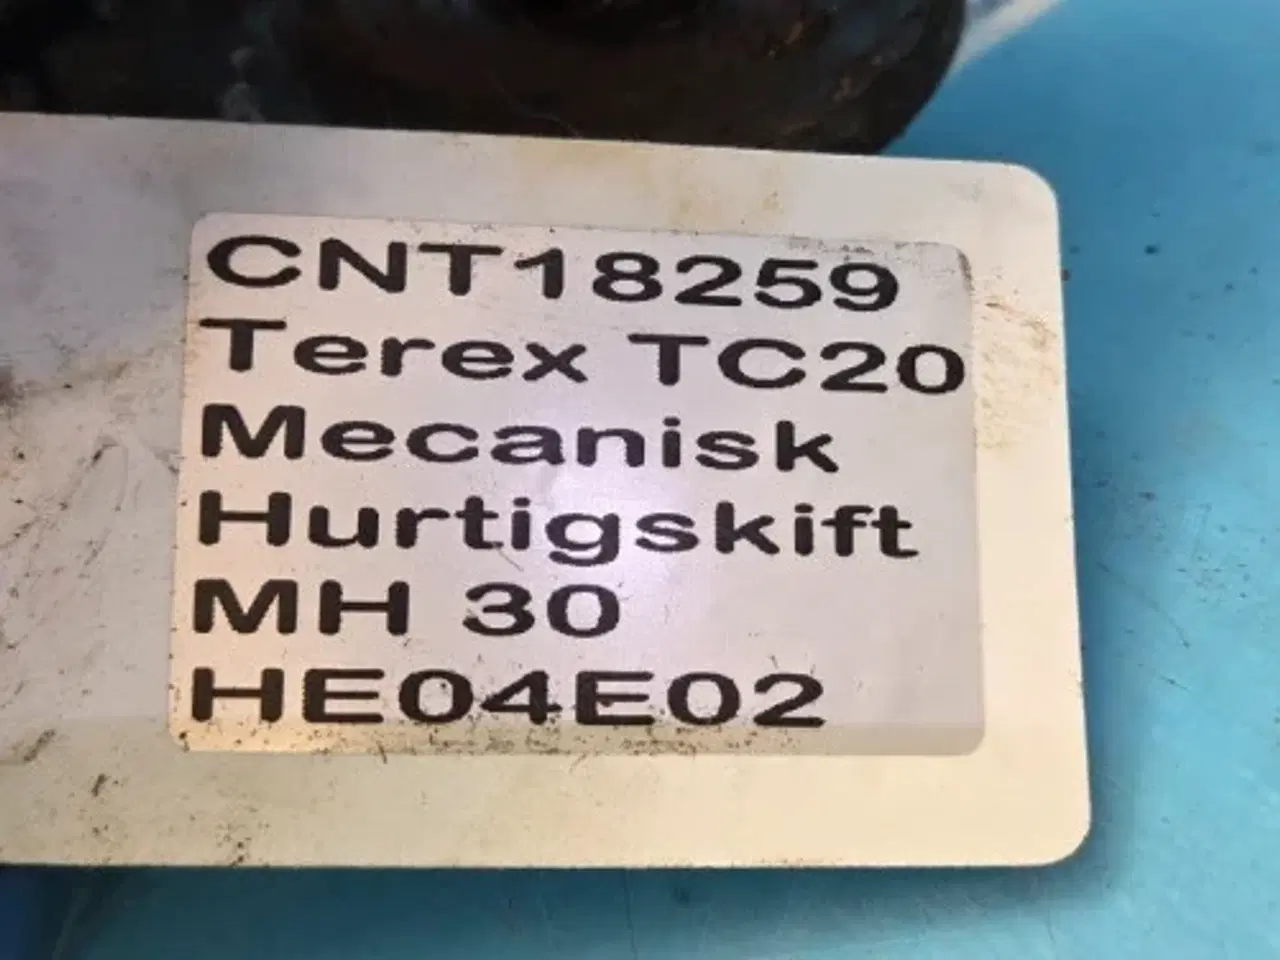 CNT18259
Terex TC20
Mecanisk
Hurtigskift
MH 30
HE04E02